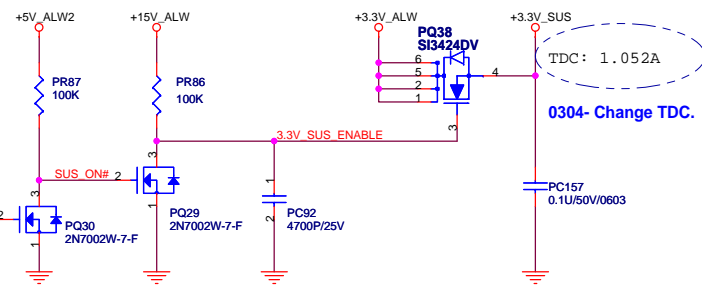 +5V_ALW2
+15V_ALW
+3.3V_ALW
+3.3V_SUS
PQ38
SI3424DV
TDC: 1.052A
0304- Change TDC.
6
5
2
1
4
3
PR87
100K
PR86
100K
3.3V_SUS_ENABLE
SUS_ON#
2
3
1
PQ29
2N7002W-7-F
2
3
1
PQ30
2N7002W-7-F
1
2
PC92
4700P/25V
PC157
0.1U/50V/0603